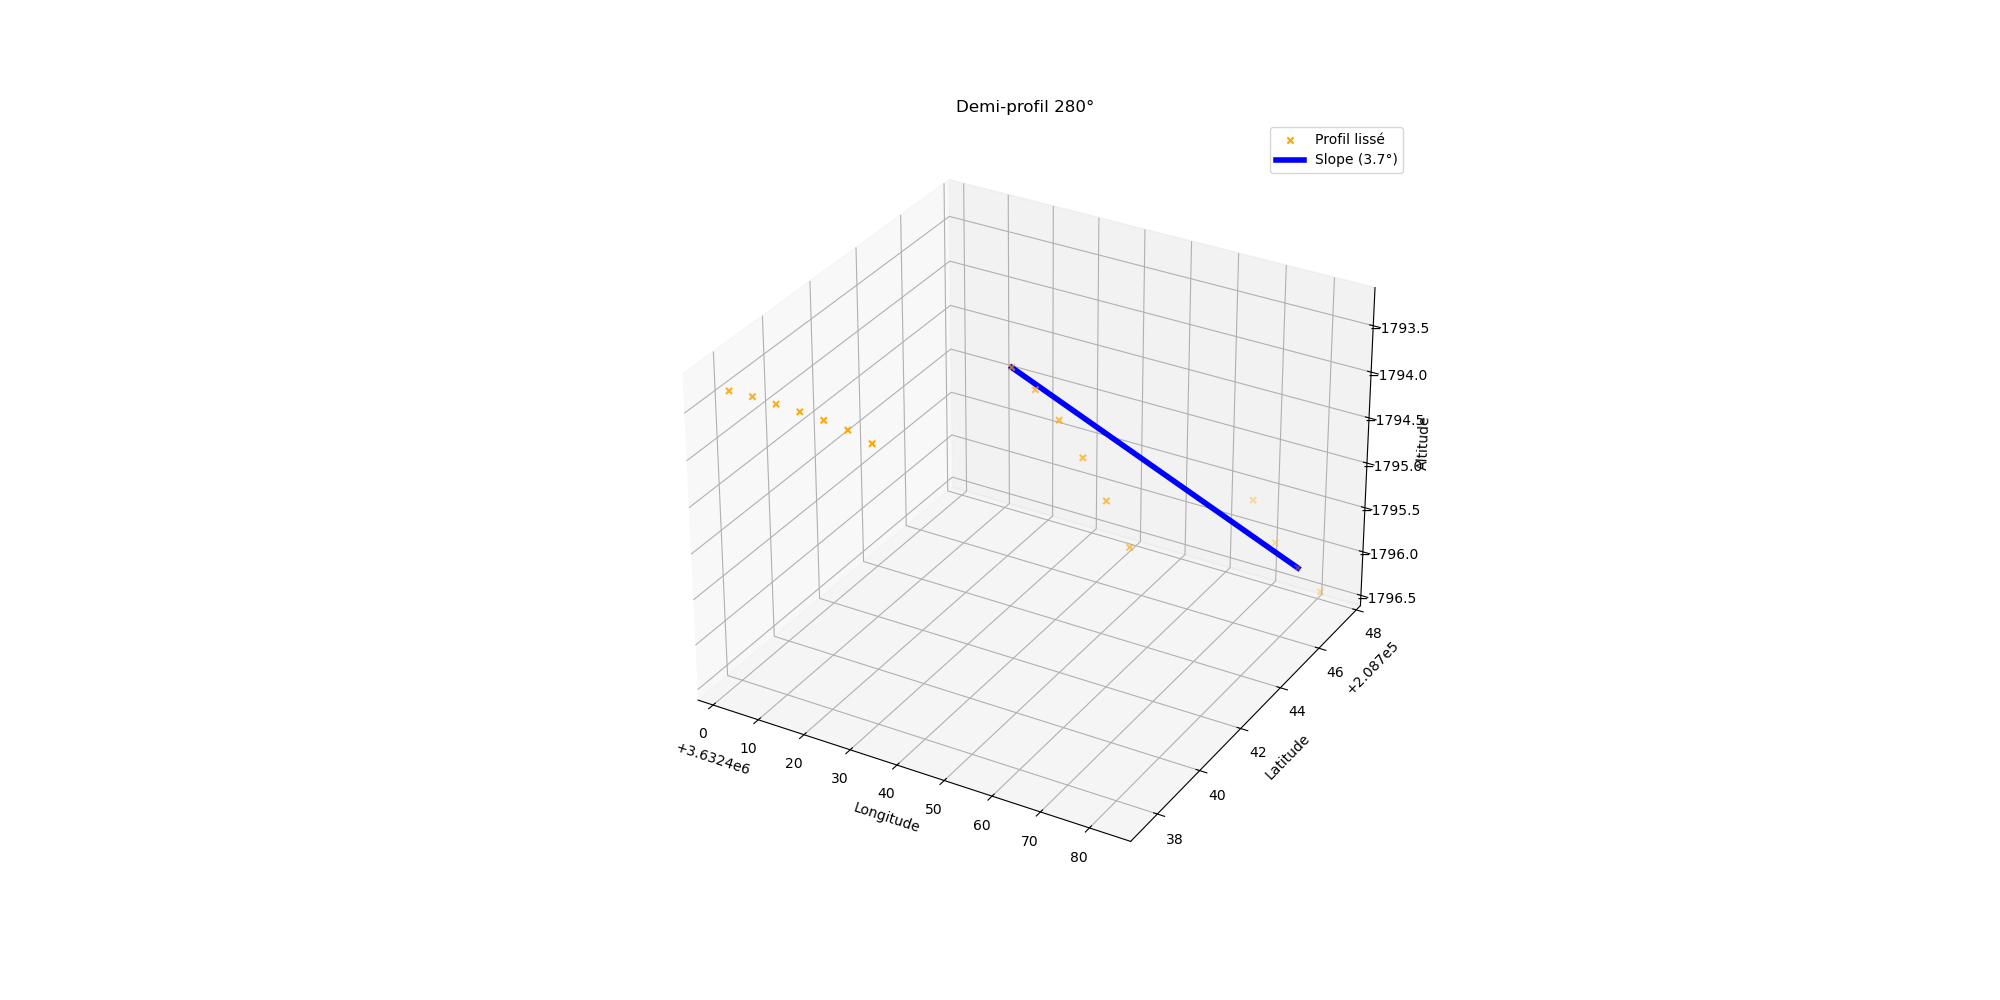 Demi-profil 280°
Profil lissé
Slope (3.7°)
−1793.5
−1794.0
−1794.5
−1795.0
−1795.5
−1796.0
−1796.5
Altitude
48
46
44
42
40
38
+2.087e5
Latitude
0
10
20
30
40
50
60
70
80
+3.6324e6
Longitude